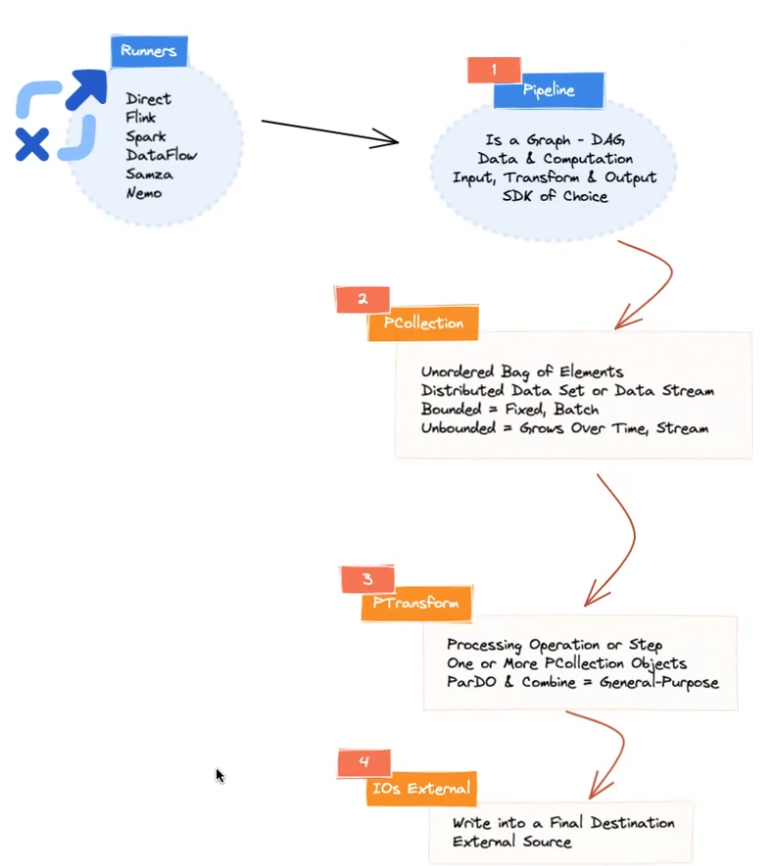 Runners
Direct
Flink
Spark
DataFlow
Samza
Nemo
1
Pipeline
Is a Graph - DAG
Data & Computation
Input, Transform & Output
SDK of Choice
2
PCollection
Unordered Bag of Elements
Distributed Data Set or Data Stream
Bounded = Fixed, Batch
Unbounded = Grows Over Time, Stream
3
PTransform
Processing Operation or Step
One or More PCollection Objects
ParDO & Combine = General-Purpose
4
IOs External
Write into a Final Destination
External Source